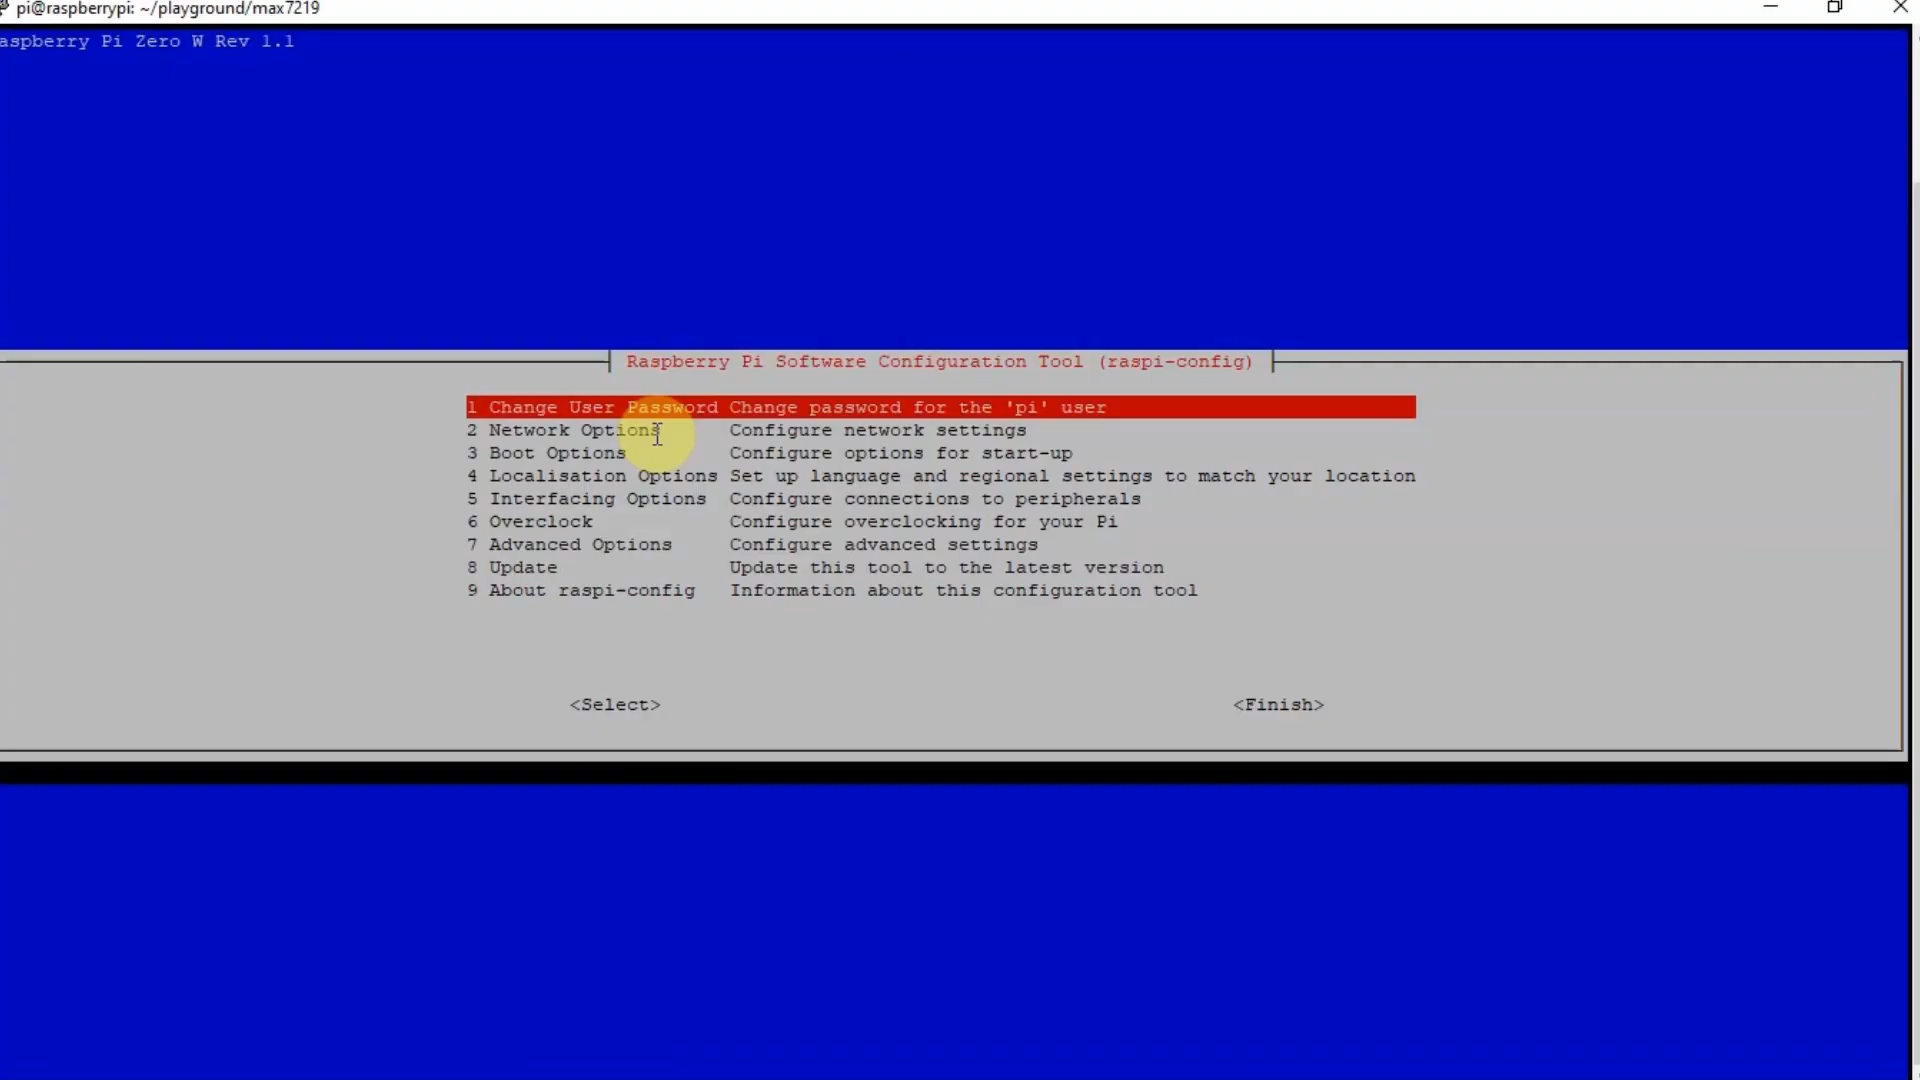 pi@raspberrypi: ~/playground/max7219
aspberry Pi Zero W Rev 1.1
Raspberry Pi Software Configuration Tool (raspi-config)
1 Change User Password Change password for the 'pi' user
2 Network Options Configure network settings
3 Boot Options Configure options for start-up
4 Localisation Options Set up language and regional settings to match your location
5 Interfacing Options Configure connections to peripherals
6 Overclock Configure overclocking for your Pi
7 Advanced Options Configure advanced settings
8 Update Update this tool to the latest version
9 About raspi-config Information about this configuration tool
<Select> <Finish>